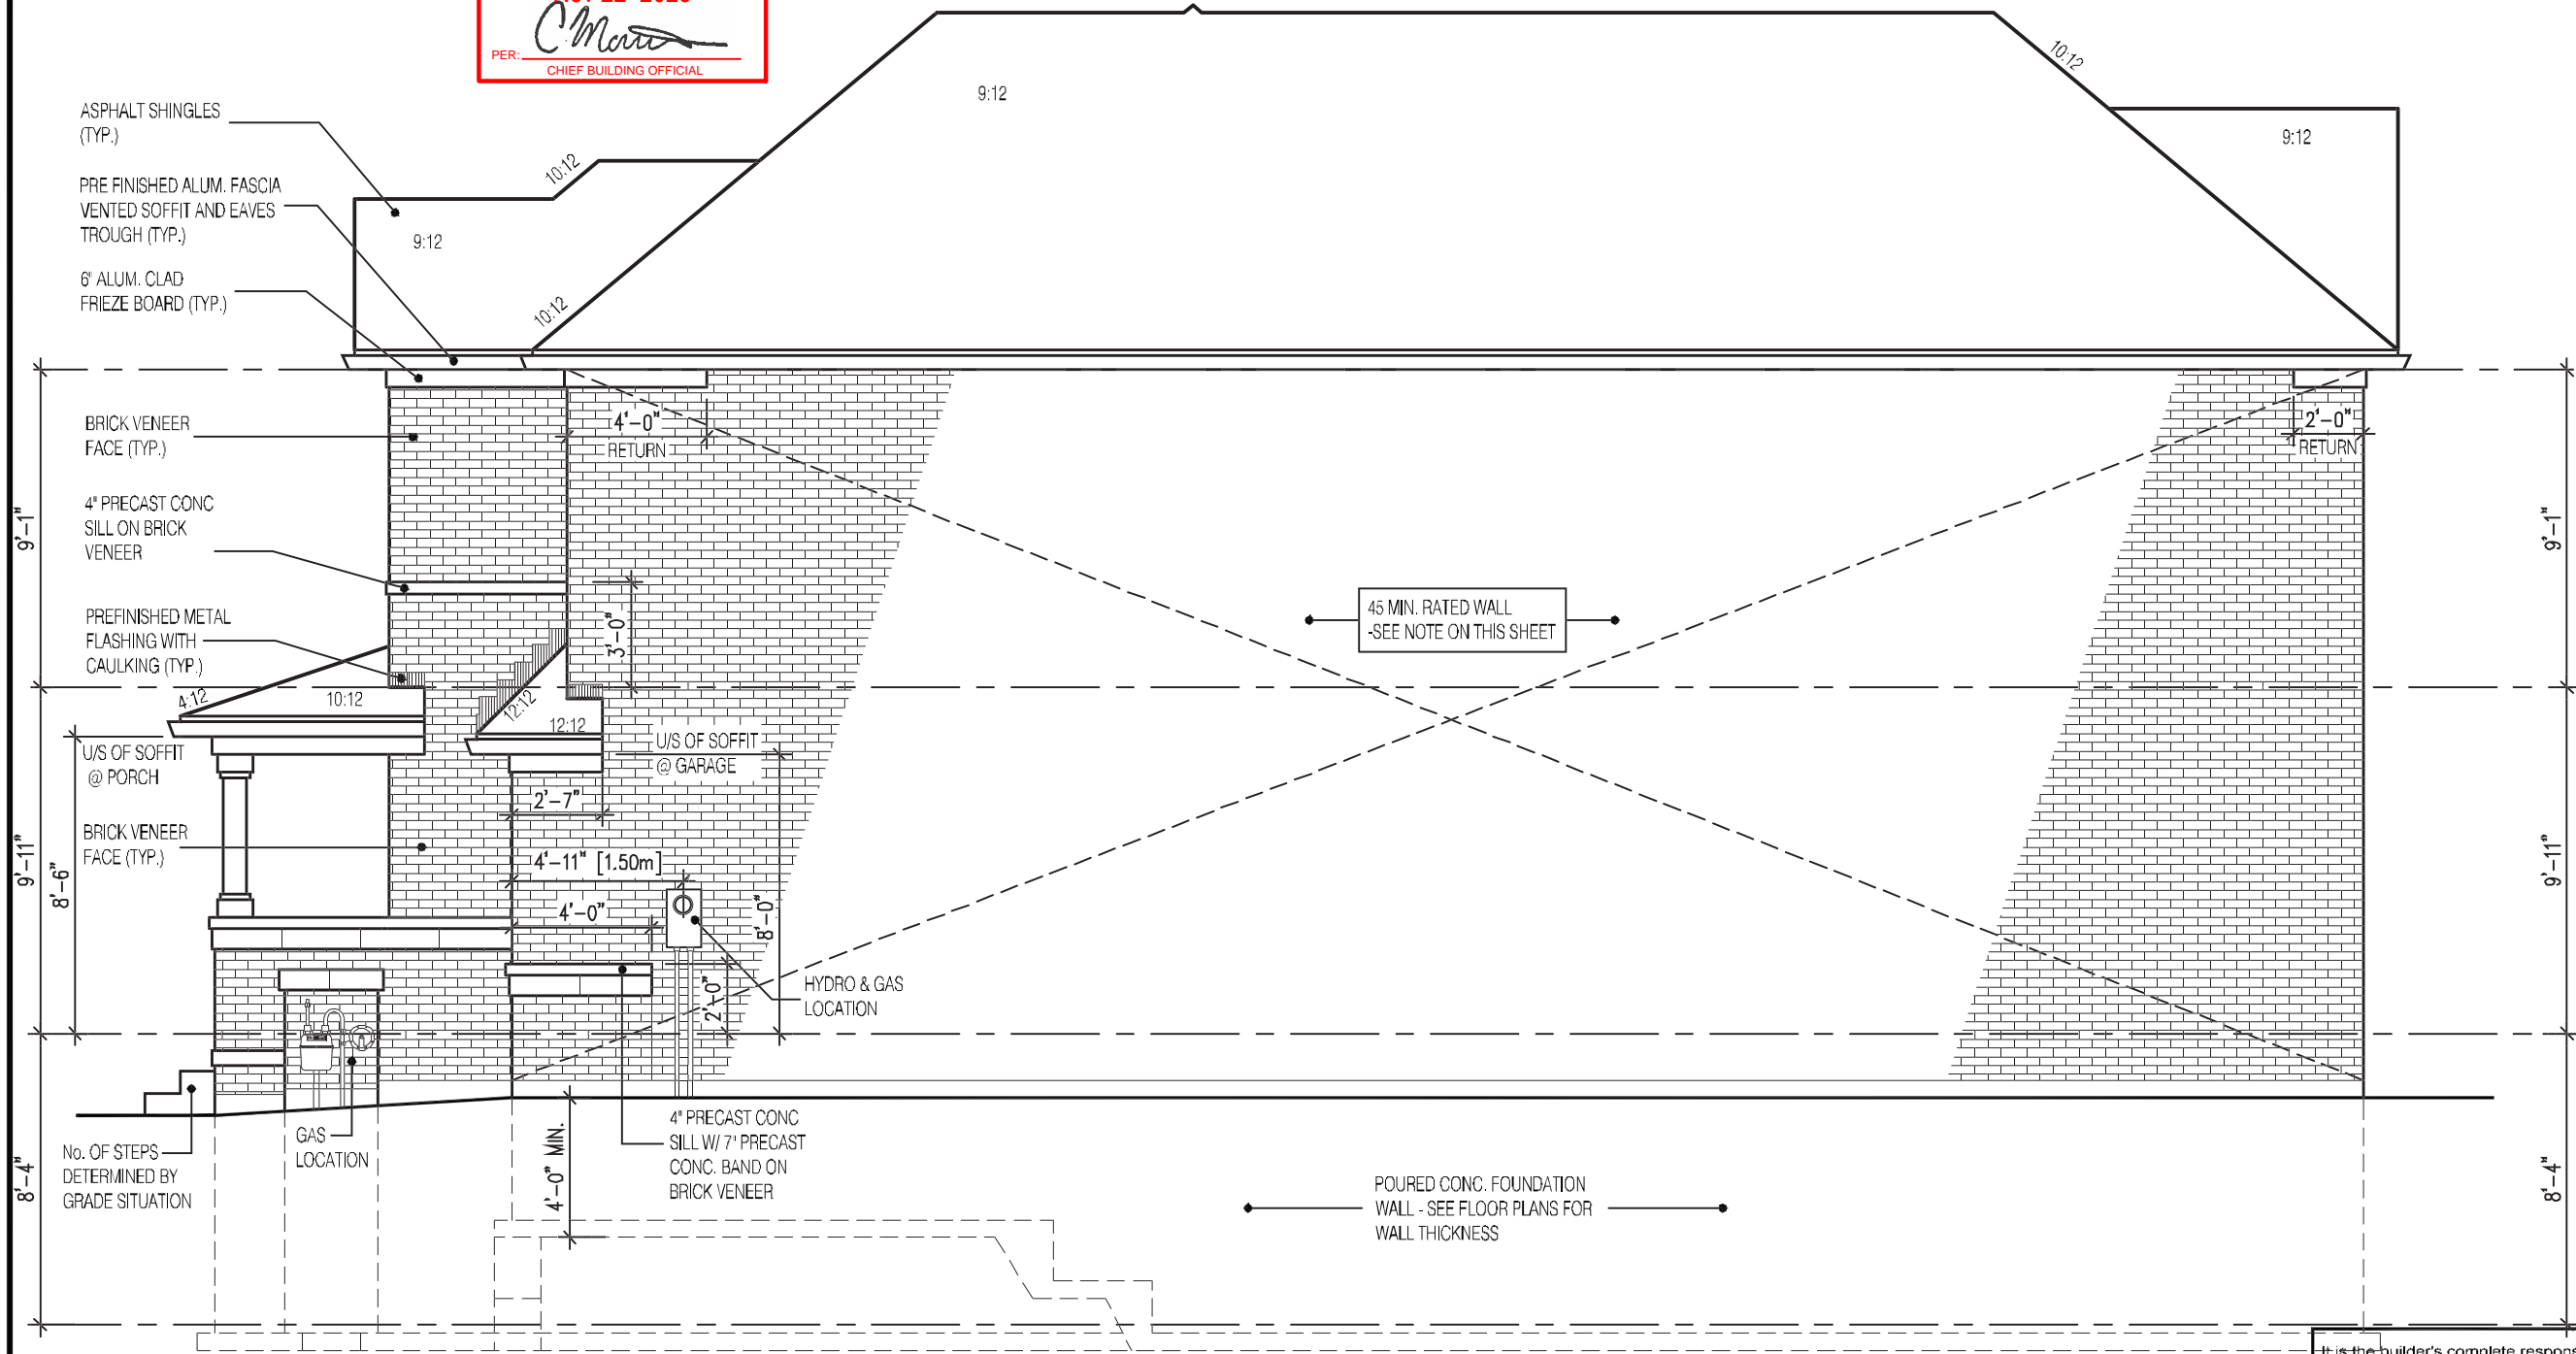 PER:
CHIEF BUILDING OFFICIAL
9:12
10:12
9:12
ASPHALT SHINGLES
(TYP.)
10:12
PRE FINISHED ALUM. FASCIA
VENTED SOFFIT AND EAVES
TROUGH (TYP.)
9:12
6" ALUM. CLAD
FRIEZE BOARD (TYP.)
10:12
BRICK VENEER
FACE (TYP.)
4'-0"
RETURN
2'-0"
RETURN
4" PRECAST CONC
SILL ON BRICK
VENEER
9'-1"
9'-1"
PREFINISHED METAL
FLASHING WITH
CAULKING (TYP.)
3'-0"
45 MIN. RATED WALL
-SEE NOTE ON THIS SHEET
4:12
10:12
12:12
12:12
U/S OF SOFFIT
@ PORCH
U/S OF SOFFIT
@ GARAGE
2'-7"
BRICK VENEER
FACE (TYP.)
4'-11" [1.50m]
9'-11"
8'-6"
4'-0"
8'-0"
9'-11"
2'-0"
HYDRO & GAS
LOCATION
No. OF STEPS
DETERMINED BY
GRADE SITUATION
GAS
LOCATION
4'-0" MIN.
4" PRECAST CONC
SILL W/ 7" PRECAST
CONC. BAND ON
BRICK VENEER
8'-4"
8'-4"
POURED CONC. FOUNDATION
WALL - SEE FLOOR PLANS FOR
WALL THICKNESS
It is the builder's complete